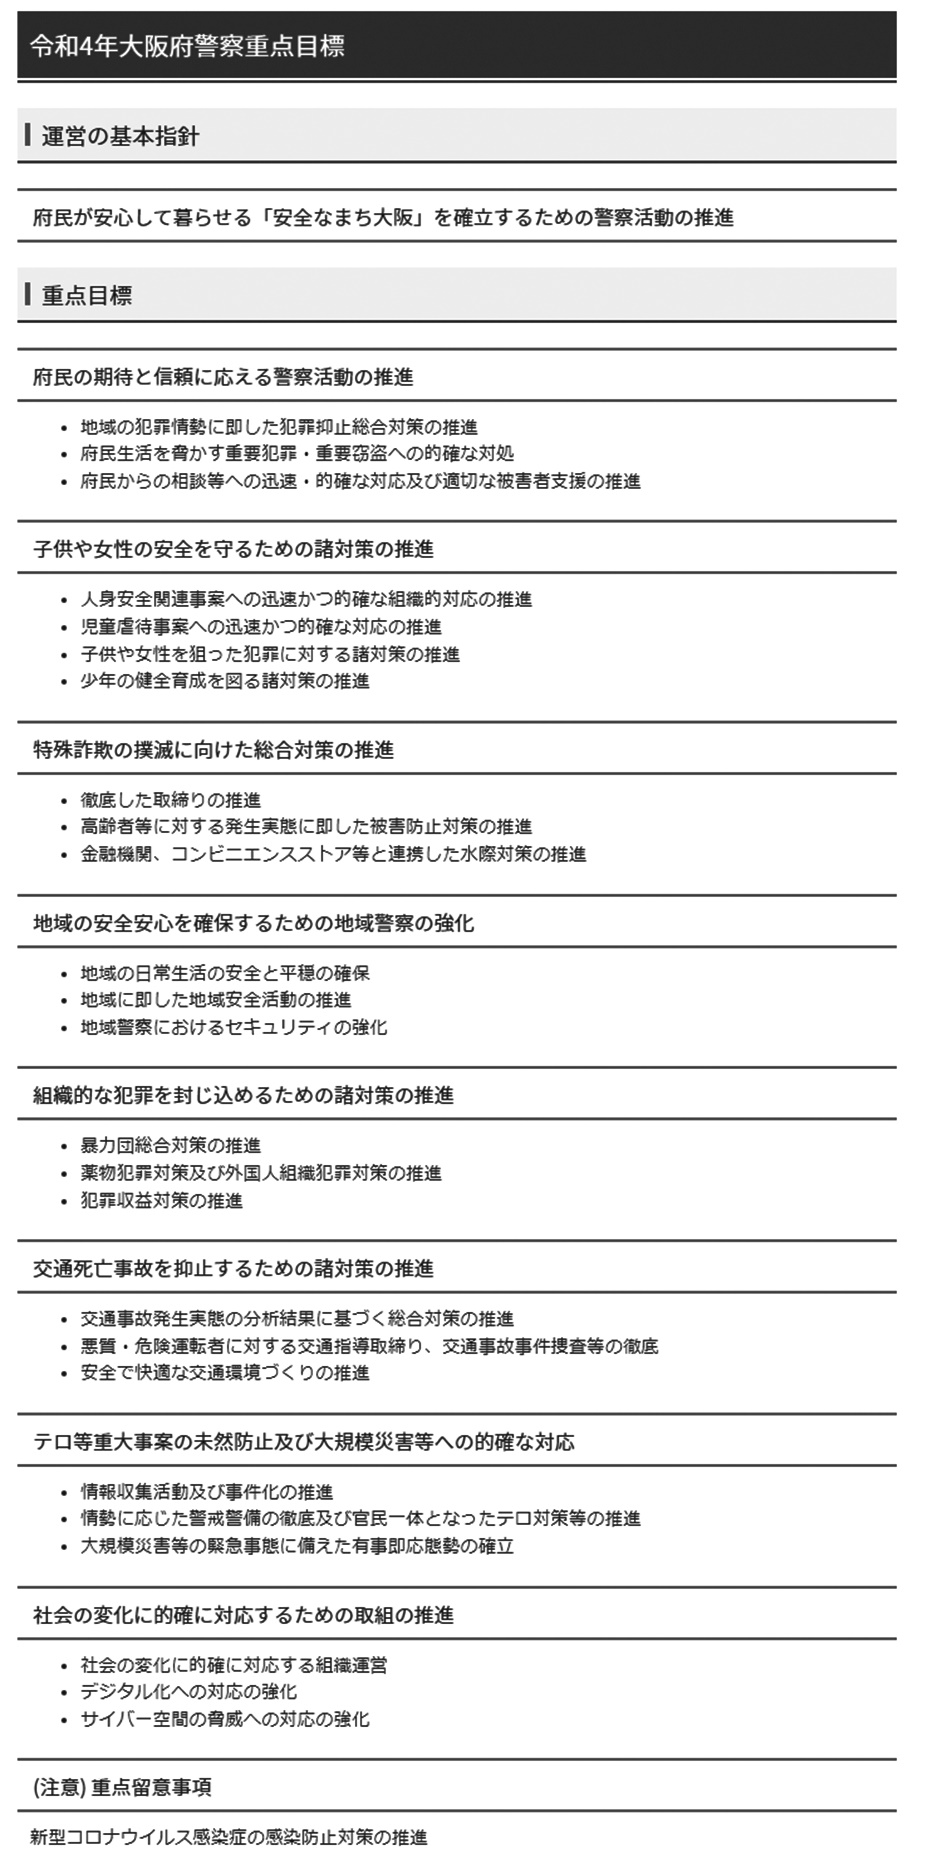 令和4年大阪府警察重点目標
運営の基本指針
府民が安心して暮らせる「安全なまち大阪」を確立するための警察活動の推進
重点目標
府民の期待と信頼に応える警察活動の推進
・地域の犯罪情勢に即した犯罪抑止総合対策の推進
・府民生活を脅かす重要犯罪・重要窃盗への的確な対処
・府民からの相談等への迅速・的確な対応及び適切な被害者支援の推進
子供や女性の安全を守るための諸対策の推進
・人身安全関連事案への迅速かつ的確な組織的対応の推進
・児童虐待事案への迅速かつ的確な対応の推進
・子供や女性を狙った犯罪に対する諸対策の推進
・少年の健全育成を図る諸対策の推進
特殊詐欺の撲滅に向けた総合対策の推進
・徹底した取締りの推進
・高齢者等に対する発生実態に即した被害防止対策の推進
・金融機関、コンビニエンスストア等と連携した水際対策の推進
地域の安全安心を確保するための地域警察の強化
・地域の日常生活の安全と平穏の確保
・地域に即した地域安全活動の推進
・地域警察におけるセキュリティの強化
組織的な犯罪を封じ込めるための諸対策の推進
・暴力団総合対策の推進
・薬物犯罪対策及び外国人組織犯罪対策の推進
・犯罪収益対策の推進
交通死亡事故を抑止するための諸対策の推進
・交通事故発生実態の分析結果に基づく総合対策の推進
・悪質・危険運転者に対する交通指導取締り、交通事故事件捜査等の徹底
・安全で快適な交通環境づくりの推進
テロ等重大事案の未然防止及び大規模災害等への的確な対応
・情報収集活動及び事件化の推進
・情勢に応じた警戒警備の徹底及び官民一体となったテロ対策等の推進
・大規模災害等の緊急事態に備えた有事即応態勢の確立
社会の変化に的確に対応するための取組の推進
・社会の変化に的確に対応する組織運営
・デジタル化への対応の強化
・サイバー空間の脅威への対応の強化
(注意) 重点留意事項
新型コロナウイルス感染症の感染防止対策の推進